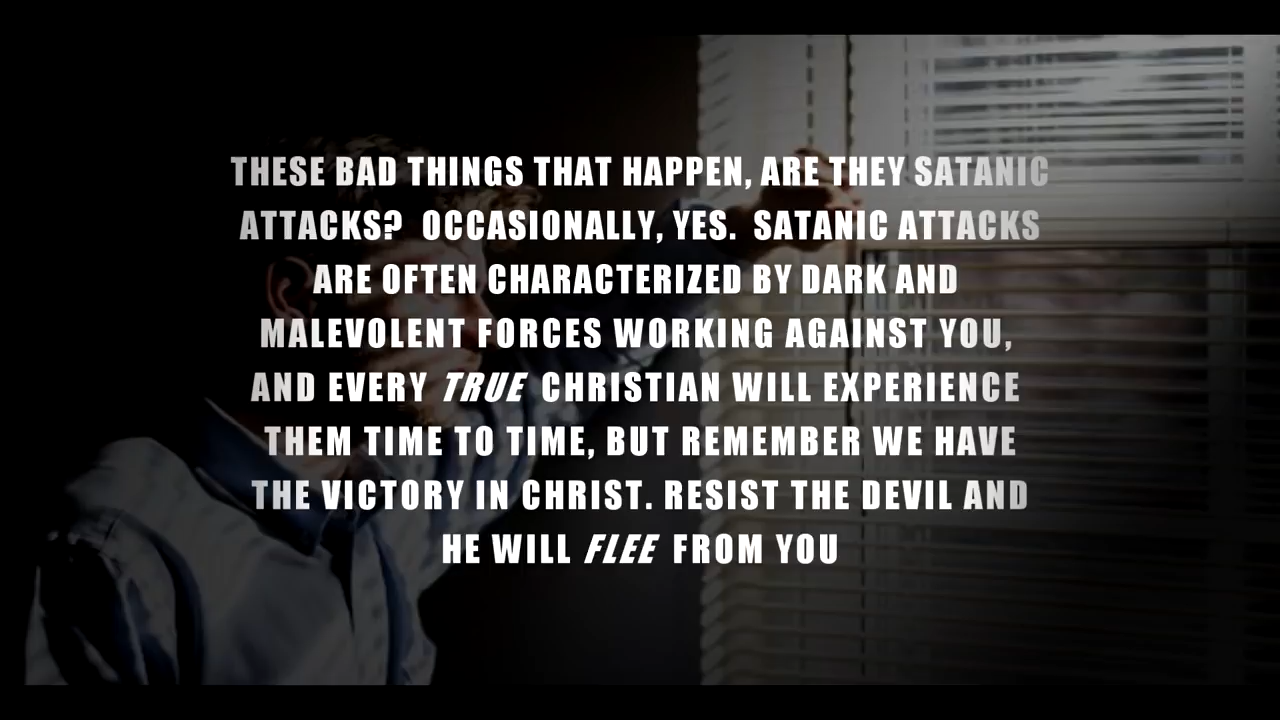 THESE BAD THINGS THAT HAPPEN, ARE THEY SATANIC
ATTACKS? OCCASIONALLY, YES. SATANIC ATTACKS
ARE OFTEN CHARACTERIZED BY DARK AND
MALEVOLENT FORCES WORKING AGAINST YOU,
AND EVERY TRUE CHRISTIAN WILL EXPERIENCE
THEM TIME TO TIME, BUT REMEMBER WE HAVE
THE VICTORY IN CHRIST. RESIST THE DEVIL AND
HE WILL FLEE FROM YOU